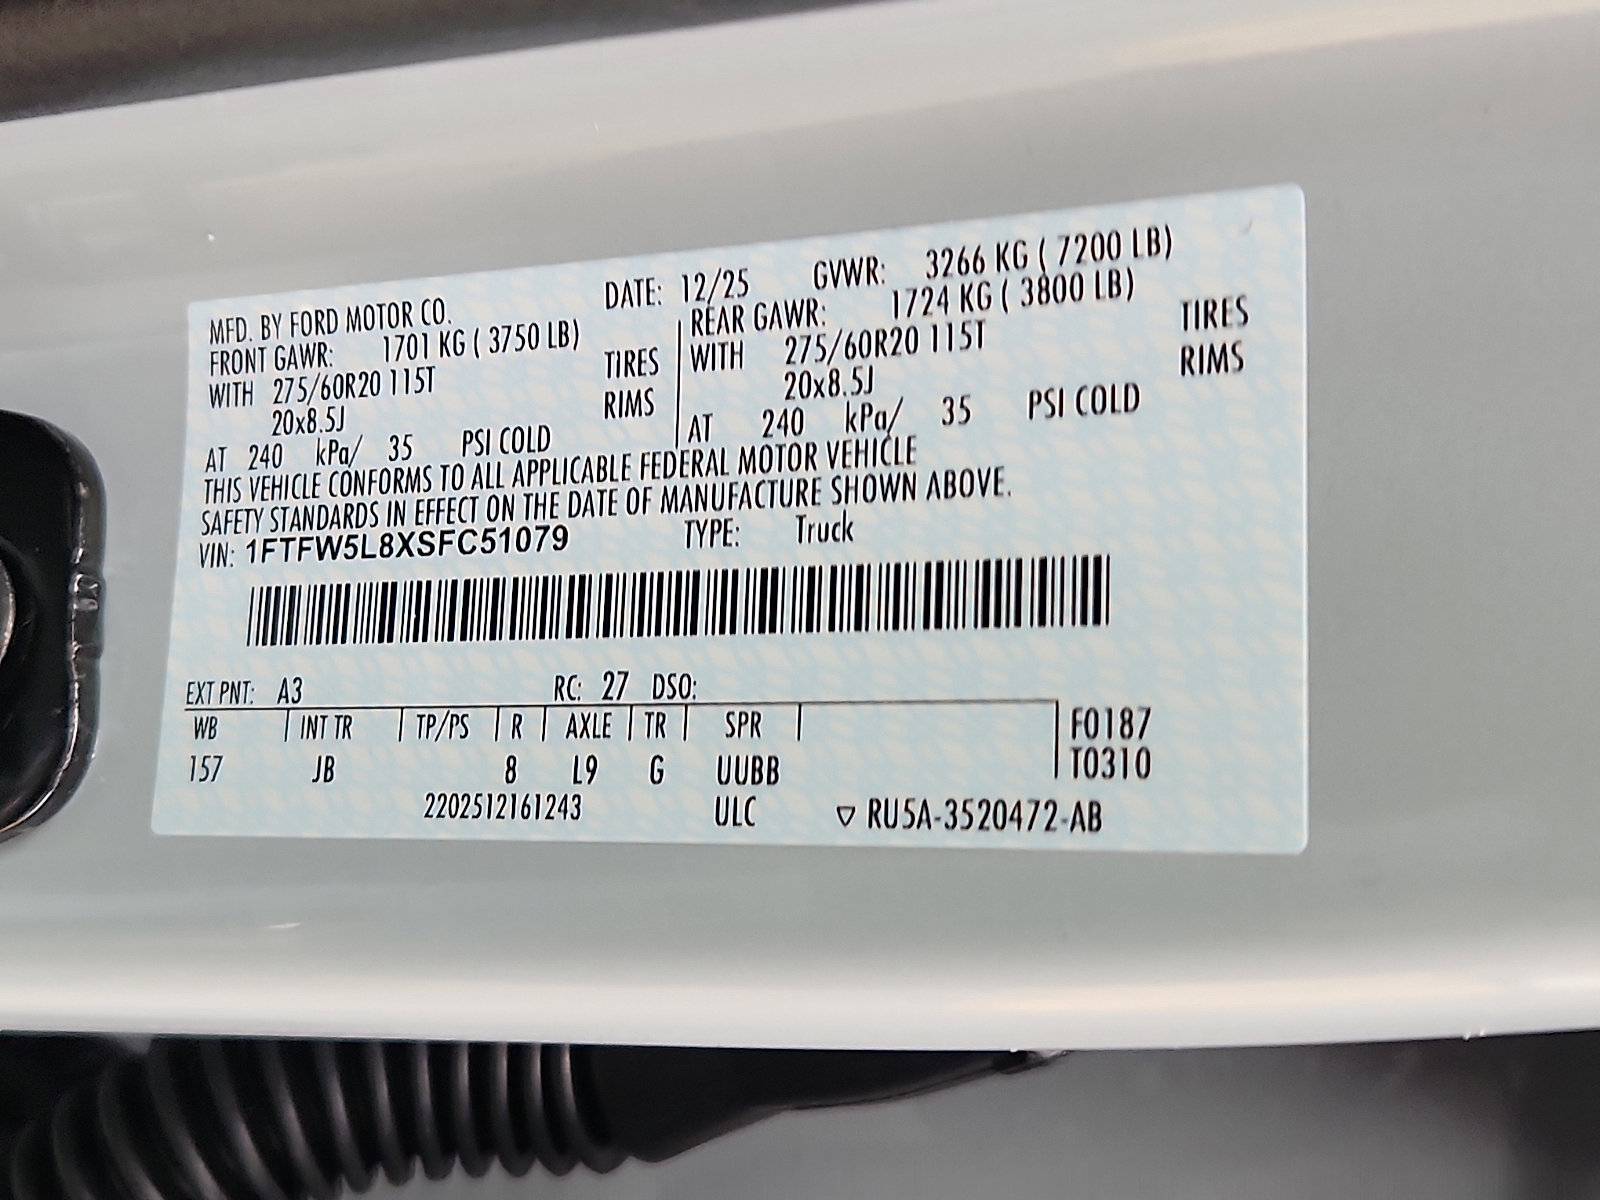 MFD. BY FORD MOTOR CO. DATE: 12/25 GVWR: 3266 KG ( 7200 LB)
FRONT GAWR: 1701 KG ( 3750 LB) REAR GAWR: 1724 KG ( 3800 LB)
WITH 275/60R20 115T TIRES WITH 275/60R20 115T TIRES
20x8.5J RIMS 20x8.5J RIMS
AT 240 kPa/ 35 PSI COLD AT 240 kPa/ 35 PSI COLD
THIS VEHICLE CONFORMS TO ALL APPLICABLE FEDERAL MOTOR VEHICLE
SAFETY STANDARDS IN EFFECT ON THE DATE OF MANUFACTURE SHOWN ABOVE.
VIN: 1FTFW5L8XSFC51079 TYPE: Truck
EXT PNT: A3 RC: 27 DSO:
WB INT TR TP/PS R AXLE TR SPR F0187
157 JB 8 L9 G UUBB T0310
2202512161243 ULC ▽ RU5A-3520472-AB